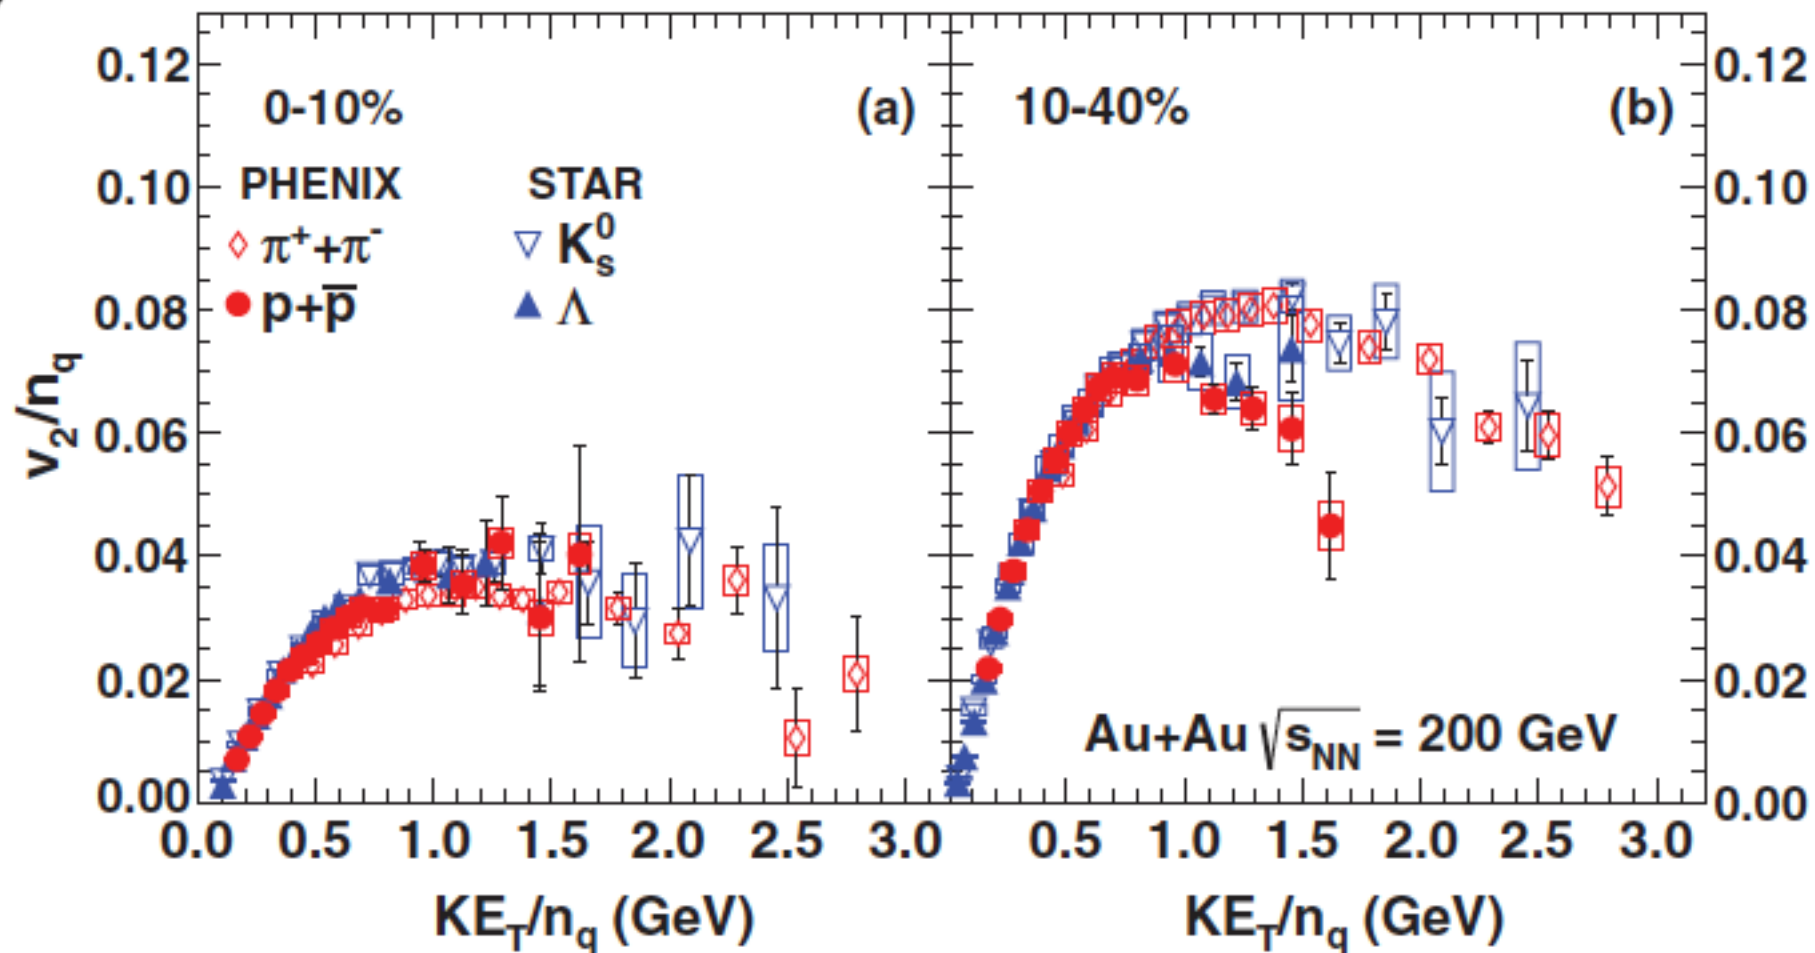 0-10%
(a)
PHENIX
STAR
π⁺+π⁻
K⁰ₛ
p+p̅
Λ
10-40%
(b)
Au+Au √sNN = 200 GeV
v₂/nq
0.12
0.10
0.08
0.06
0.04
0.02
0.00
0.12
0.10
0.08
0.06
0.04
0.02
0.00
0.0 0.5 1.0 1.5 2.0 2.5 3.0
0.5 1.0 1.5 2.0 2.5 3.0
KET/nq (GeV)
KET/nq (GeV)